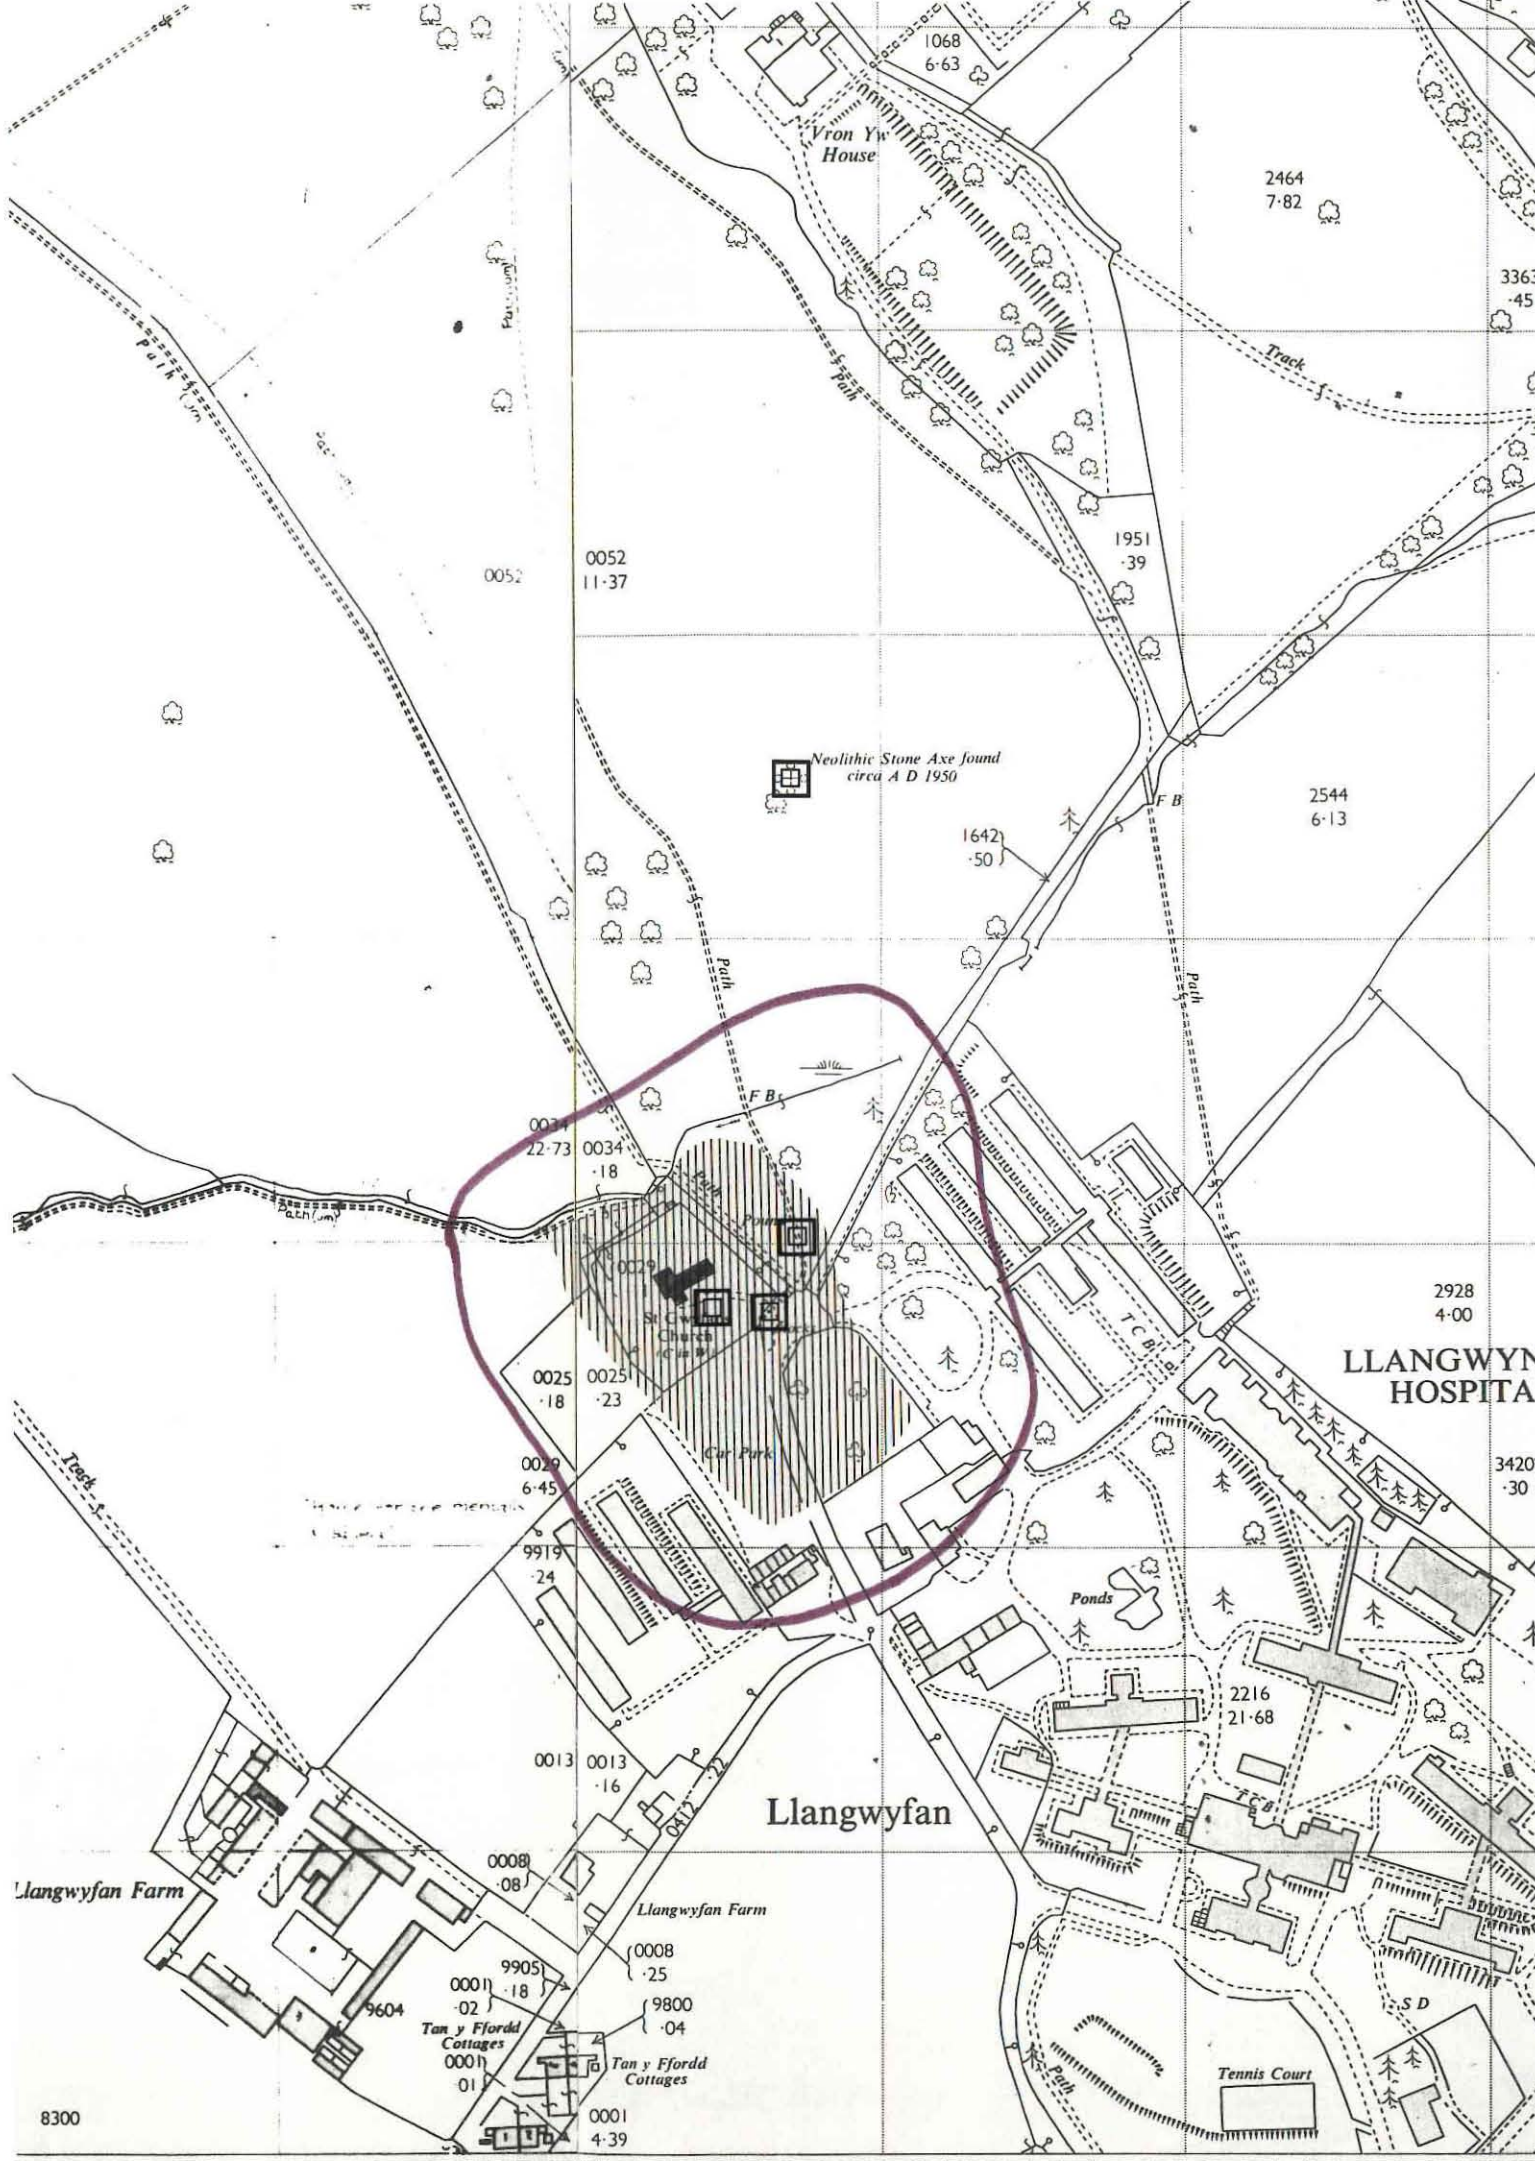 1068
6·63
Vron Yw
House
2464
7·82
3363
·45
Path
Path
Track
1951
·39
0052
0052
11·37
Neolithic Stone Axe found
circa A D 1950
F B
2544
6·13
1642
·50
Path
Path
F B
0034
22·73
0034
·18
Path
Path (um)
0029
St
Church
(C in W)
T C B
2928
4·00
LLANGWYN
HOSPITA
0025
·18
0025
·23
Car Park
0029
6·45
3420
·30
Track
9919
·24
Ponds
2216
21·68
0013
0013
·16
·22
0412
Llangwyfan
T C B
0008
·08
Llangwyfan Farm
Llangwyfan Farm
0008
·25
9905
·18
0001
·02
9800
·04
9604
Tan y Ffordd
Cottages
0001
·01
Tan y Ffordd
Cottages
S D
Path
Tennis Court
8300
0001
4·39